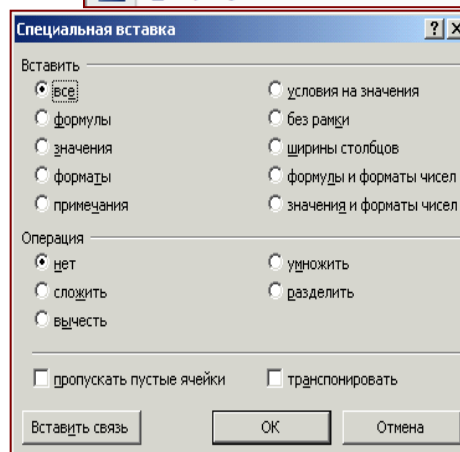 Специальная вставка
Вставить
все
условия на значения
формулы
без рамки
значения
ширины столбцов
форматы
формулы и форматы чисел
примечания
значения и форматы чисел
Операция
нет
умножить
сложить
разделить
вычесть
пропускать пустые ячейки
транспонировать
Вставить связь
ОК
Отмена